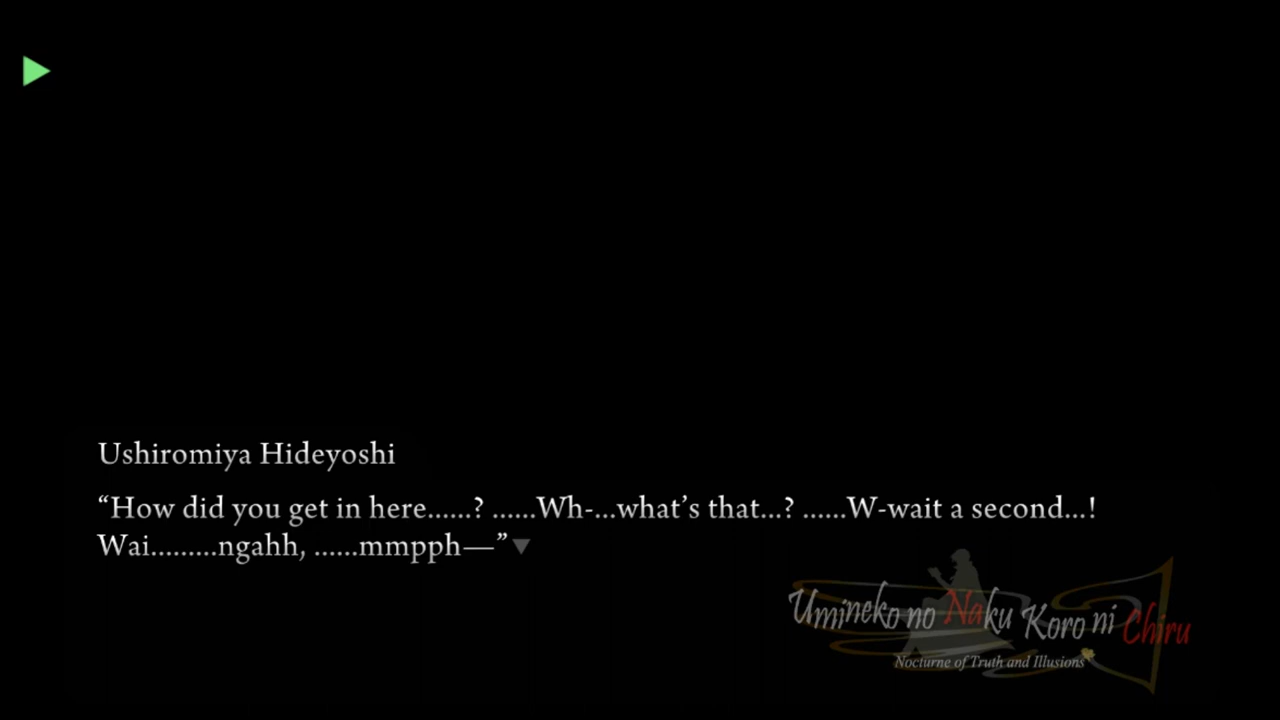 Ushiromiya Hideyoshi
“How did you get in here......? ......Wh-...what’s that...? ......W-wait a second...!
Wai.........ngahh, ......mmpph—”
Umineko no Naku Koro ni Chiru
Nocturne of Truth and Illusions